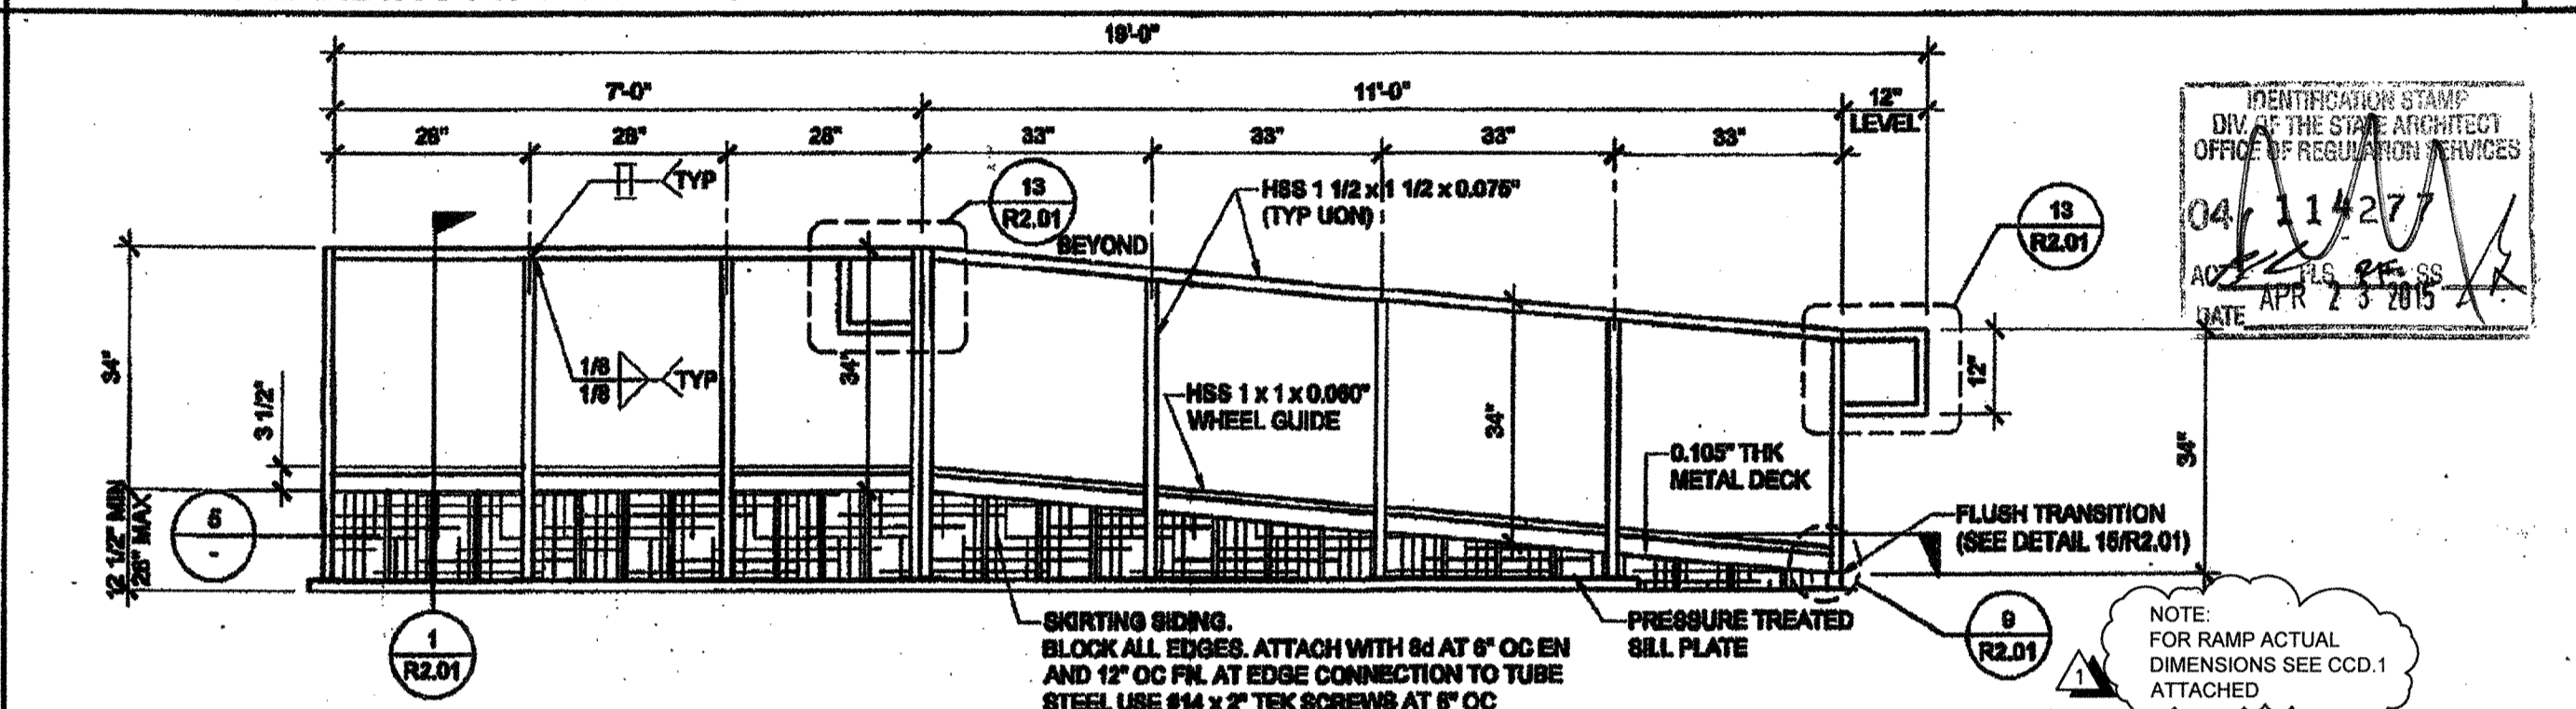 19'-0"
7'-0"
11'-0"
12"
LEVEL
28"
28"
28"
33"
33"
33"
33"
TYP
13
R2.01
BEYOND
HSS 1 1/2 x 1 1/2 x 0.075"
(TYP UON)
13
R2.01
IDENTIFICATION STAMP
DIV. OF THE STATE ARCHITECT
OFFICE OF REGULATION SERVICES
04 114277
AC FLS SS
DATE APR 23 2015
34"
1/8
1/8
TYP
34"
HSS 1 x 1 x 0.060"
WHEEL GUIDE
34"
12"
34"
3 1/2"
0.105" THK
METAL DECK
12 1/2" MIN
28" MAX
6
-
FLUSH TRANSITION
(SEE DETAIL 15/R2.01)
1
R2.01
SKIRTING SIDING.
BLOCK ALL EDGES. ATTACH WITH 8d AT 6" OC EN
AND 12" OC FN. AT EDGE CONNECTION TO TUBE
STEEL USE #14 x 2" TEK SCREWS AT 6" OC
PRESSURE TREATED
SILL PLATE
9
R2.01
1
NOTE:
FOR RAMP ACTUAL
DIMENSIONS SEE CCD.1
ATTACHED